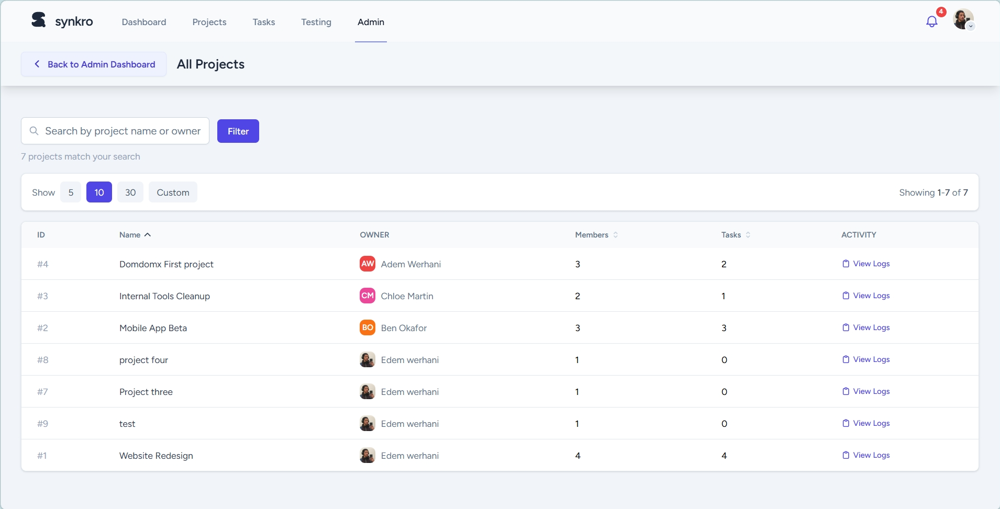 synkro Dashboard Projects Tasks Testing Admin 4
Back to Admin Dashboard All Projects
Search by project name or owner Filter
7 projects match your search
Show 5 10 30 Custom Showing 1-7 of 7
ID Name OWNER Members Tasks ACTIVITY
#4 Domdomx First project AW Adem Werhani 3 2 View Logs
#3 Internal Tools Cleanup CM Chloe Martin 2 1 View Logs
#2 Mobile App Beta BO Ben Okafor 3 3 View Logs
#8 project four Edem werhani 1 0 View Logs
#7 Project three Edem werhani 1 0 View Logs
#9 test Edem werhani 1 0 View Logs
#1 Website Redesign Edem werhani 4 4 View Logs